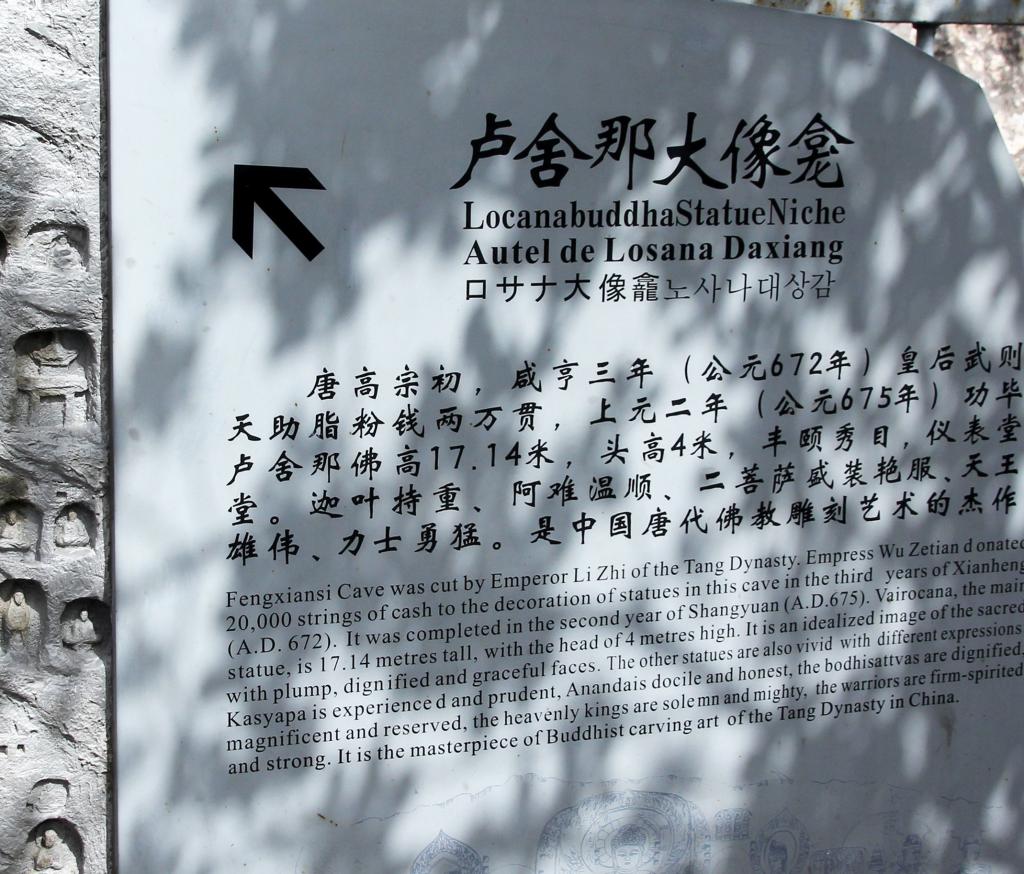 卢舍那大像龛
LocanabuddhaStatueNiche
Autel de Losana Daxiang
ロサナ大像龕노사나대상감
唐高宗初，咸亨三年（公元672年）皇后武则
天助脂粉钱两万贯，上元二年（公元675年）功毕
卢舍那佛高17.14米，头高4米，丰颐秀目，仪表堂
堂。迦叶持重、阿难温顺、二菩萨盛装艳服、天王
雄伟、力士勇猛。是中国唐代佛教雕刻艺术的杰作
Fengxiansi Cave was cut by Emperor Li Zhi of the Tang Dynasty. Empress Wu Zetian donated
20,000 strings of cash to the decoration of statues in this cave in the third years of Xianheng
(A.D. 672). It was completed in the second year of Shangyuan (A.D.675). Vairocana, the main
statue, is 17.14 metres tall, with the head of 4 metres high. It is an idealized image of the sacred
with plump, dignified and graceful faces. The other statues are also vivid with different expressions
Kasyapa is experienced and prudent, Anandais docile and honest, the bodhisattvas are dignified,
magnificent and reserved, the heavenly kings are solemn and mighty, the warriors are firm-spirited
and strong. It is the masterpiece of Buddhist carving art of the Tang Dynasty in China.